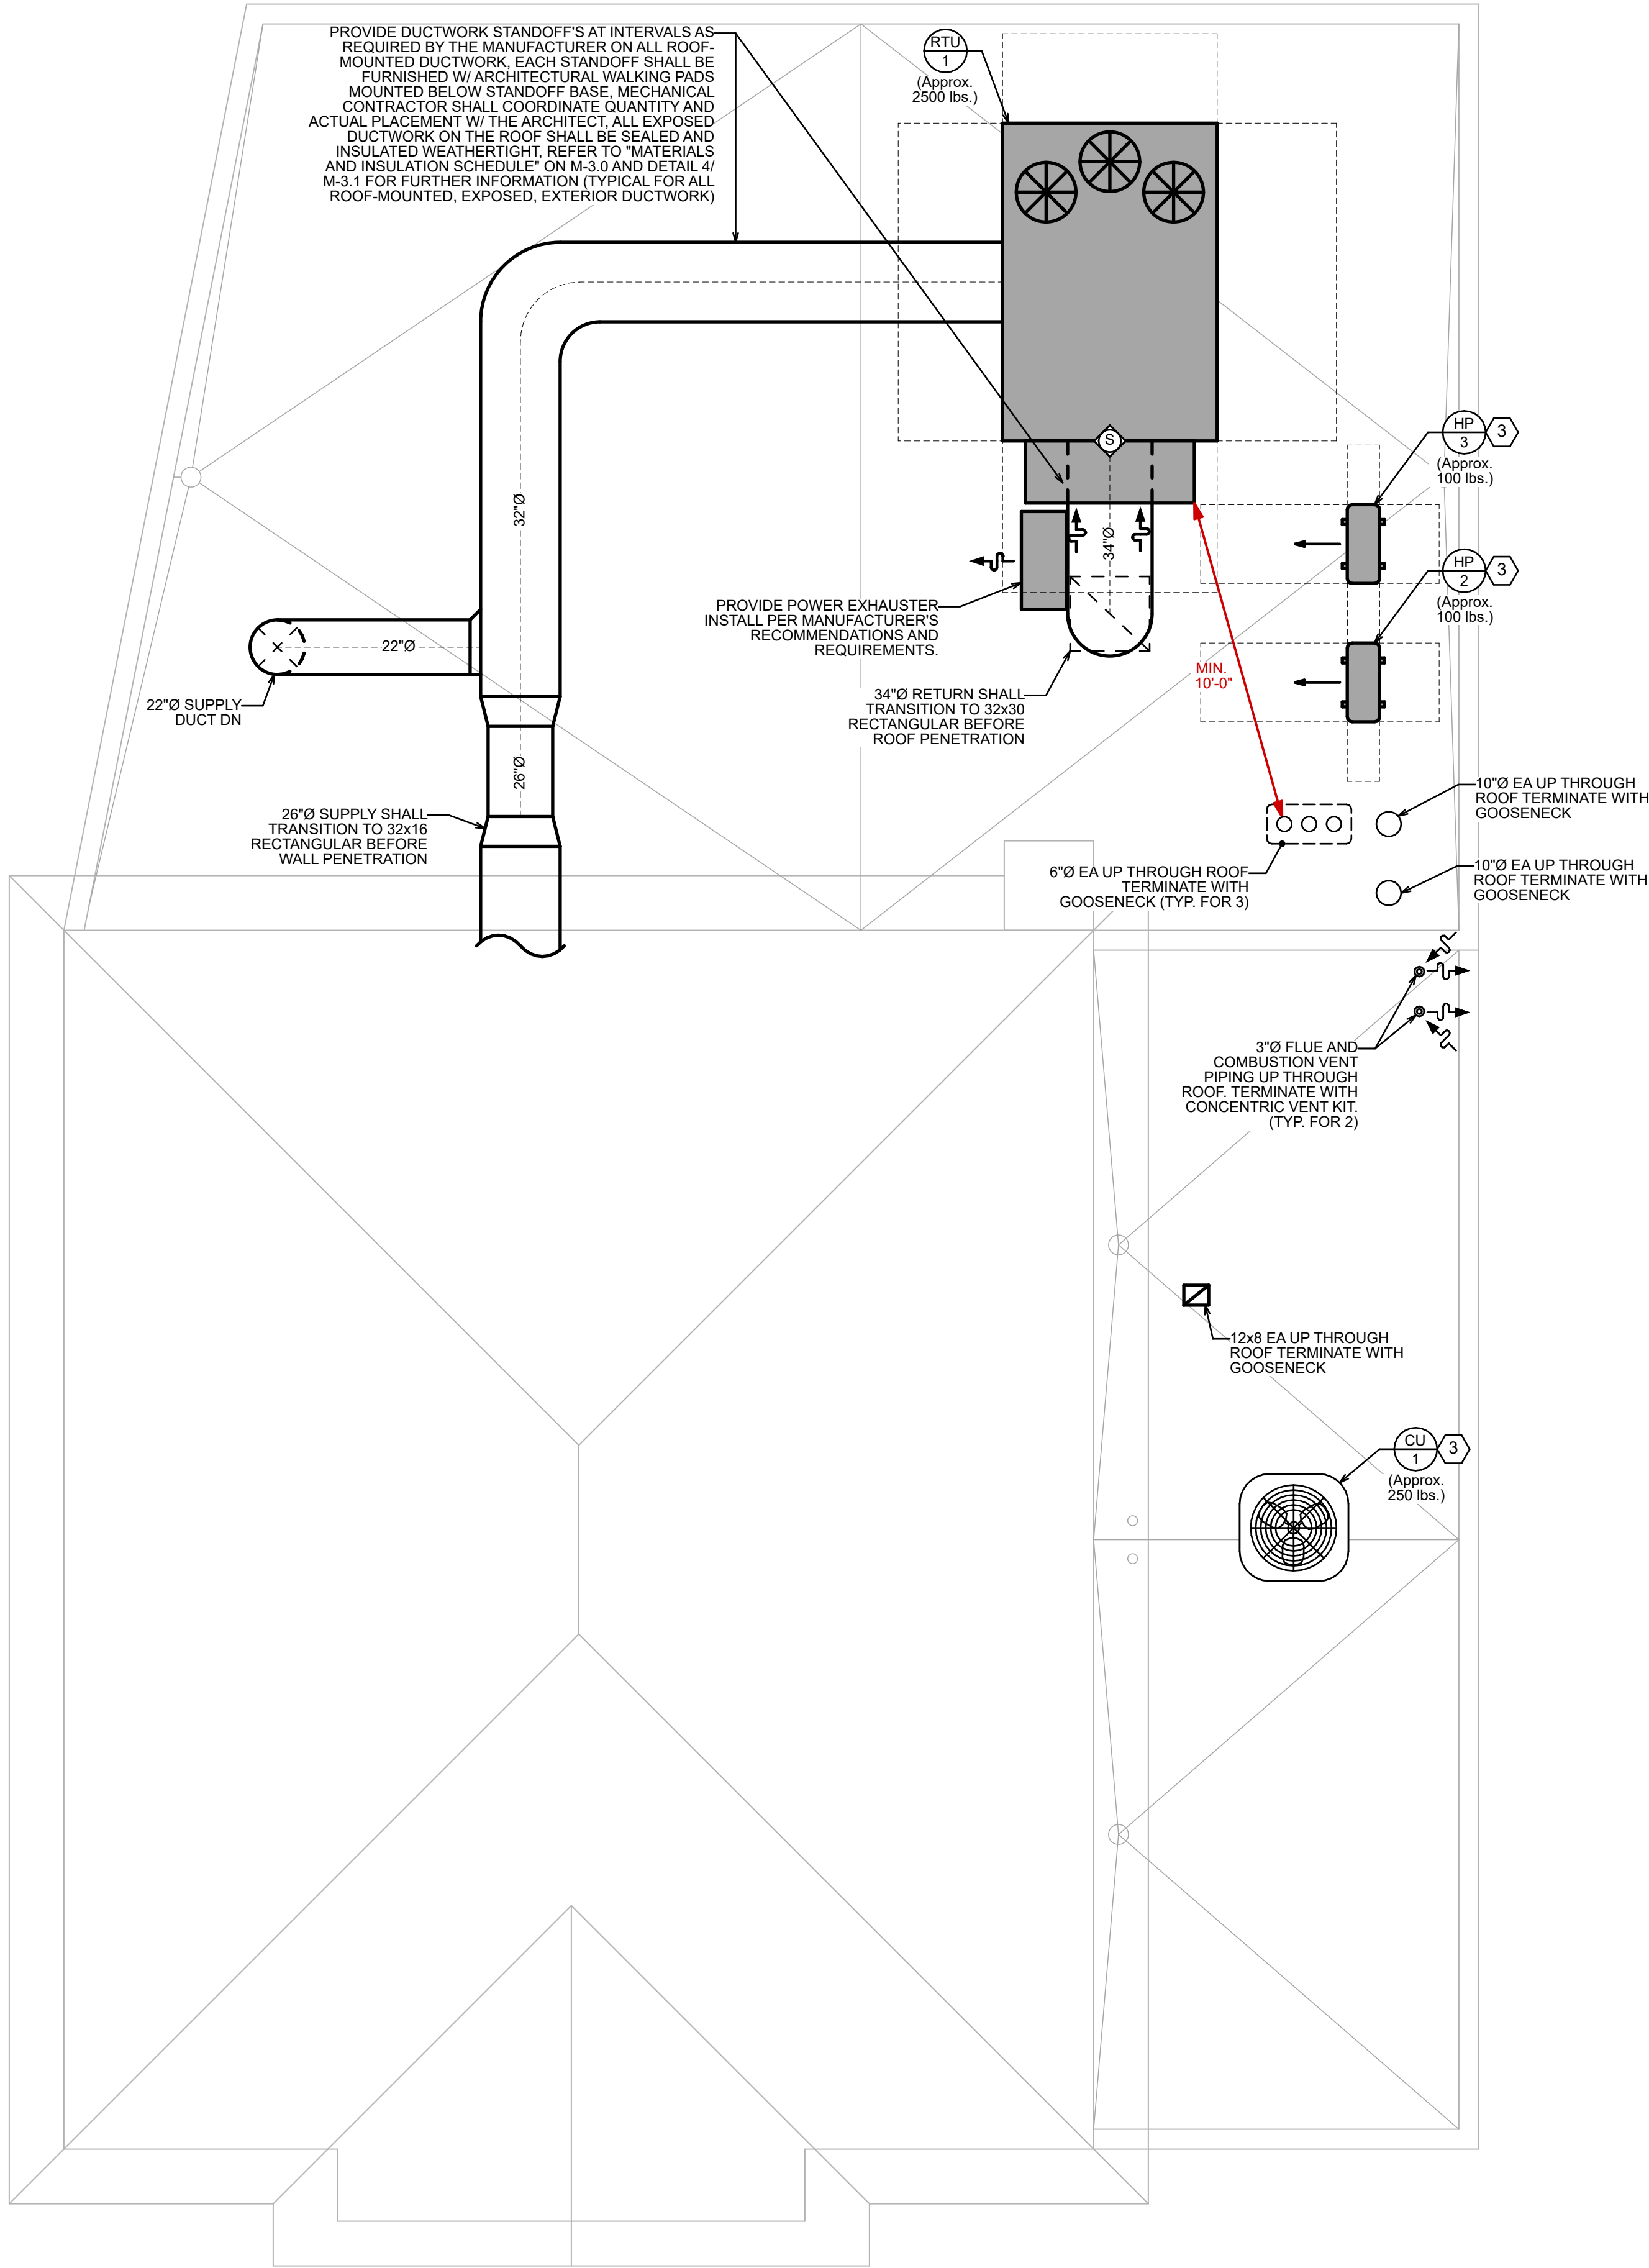 PROVIDE DUCTWORK STANDOFF'S AT INTERVALS AS
REQUIRED BY THE MANUFACTURER ON ALL ROOF-
MOUNTED DUCTWORK, EACH STANDOFF SHALL BE
FURNISHED W/ ARCHITECTURAL WALKING PADS
MOUNTED BELOW STANDOFF BASE, MECHANICAL
CONTRACTOR SHALL COORDINATE QUANTITY AND
ACTUAL PLACEMENT W/ THE ARCHITECT, ALL EXPOSED
DUCTWORK ON THE ROOF SHALL BE SEALED AND
INSULATED WEATHERTIGHT, REFER TO "MATERIALS
AND INSULATION SCHEDULE" ON M-3.0 AND DETAIL 4/
M-3.1 FOR FURTHER INFORMATION (TYPICAL FOR ALL
ROOF-MOUNTED, EXPOSED, EXTERIOR DUCTWORK)
RTU
1
(Approx.
2500 lbs.)
S
HP
3
3
(Approx.
100 lbs.)
32"Ø
34"Ø
HP
2
3
(Approx.
100 lbs.)
PROVIDE POWER EXHAUSTER
INSTALL PER MANUFACTURER'S
RECOMMENDATIONS AND
REQUIREMENTS.
22"Ø
22"Ø SUPPLY
DUCT DN
MIN.
10'-0"
34"Ø RETURN SHALL
TRANSITION TO 32x30
RECTANGULAR BEFORE
ROOF PENETRATION
26"Ø
26"Ø SUPPLY SHALL
TRANSITION TO 32x16
RECTANGULAR BEFORE
WALL PENETRATION
10"Ø EA UP THROUGH
ROOF TERMINATE WITH
GOOSENECK
6"Ø EA UP THROUGH ROOF
TERMINATE WITH
GOOSENECK (TYP. FOR 3)
10"Ø EA UP THROUGH
ROOF TERMINATE WITH
GOOSENECK
3"Ø FLUE AND
COMBUSTION VENT
PIPING UP THROUGH
ROOF. TERMINATE WITH
CONCENTRIC VENT KIT.
(TYP. FOR 2)
12x8 EA UP THROUGH
ROOF TERMINATE WITH
GOOSENECK
CU
1
3
(Approx.
250 lbs.)